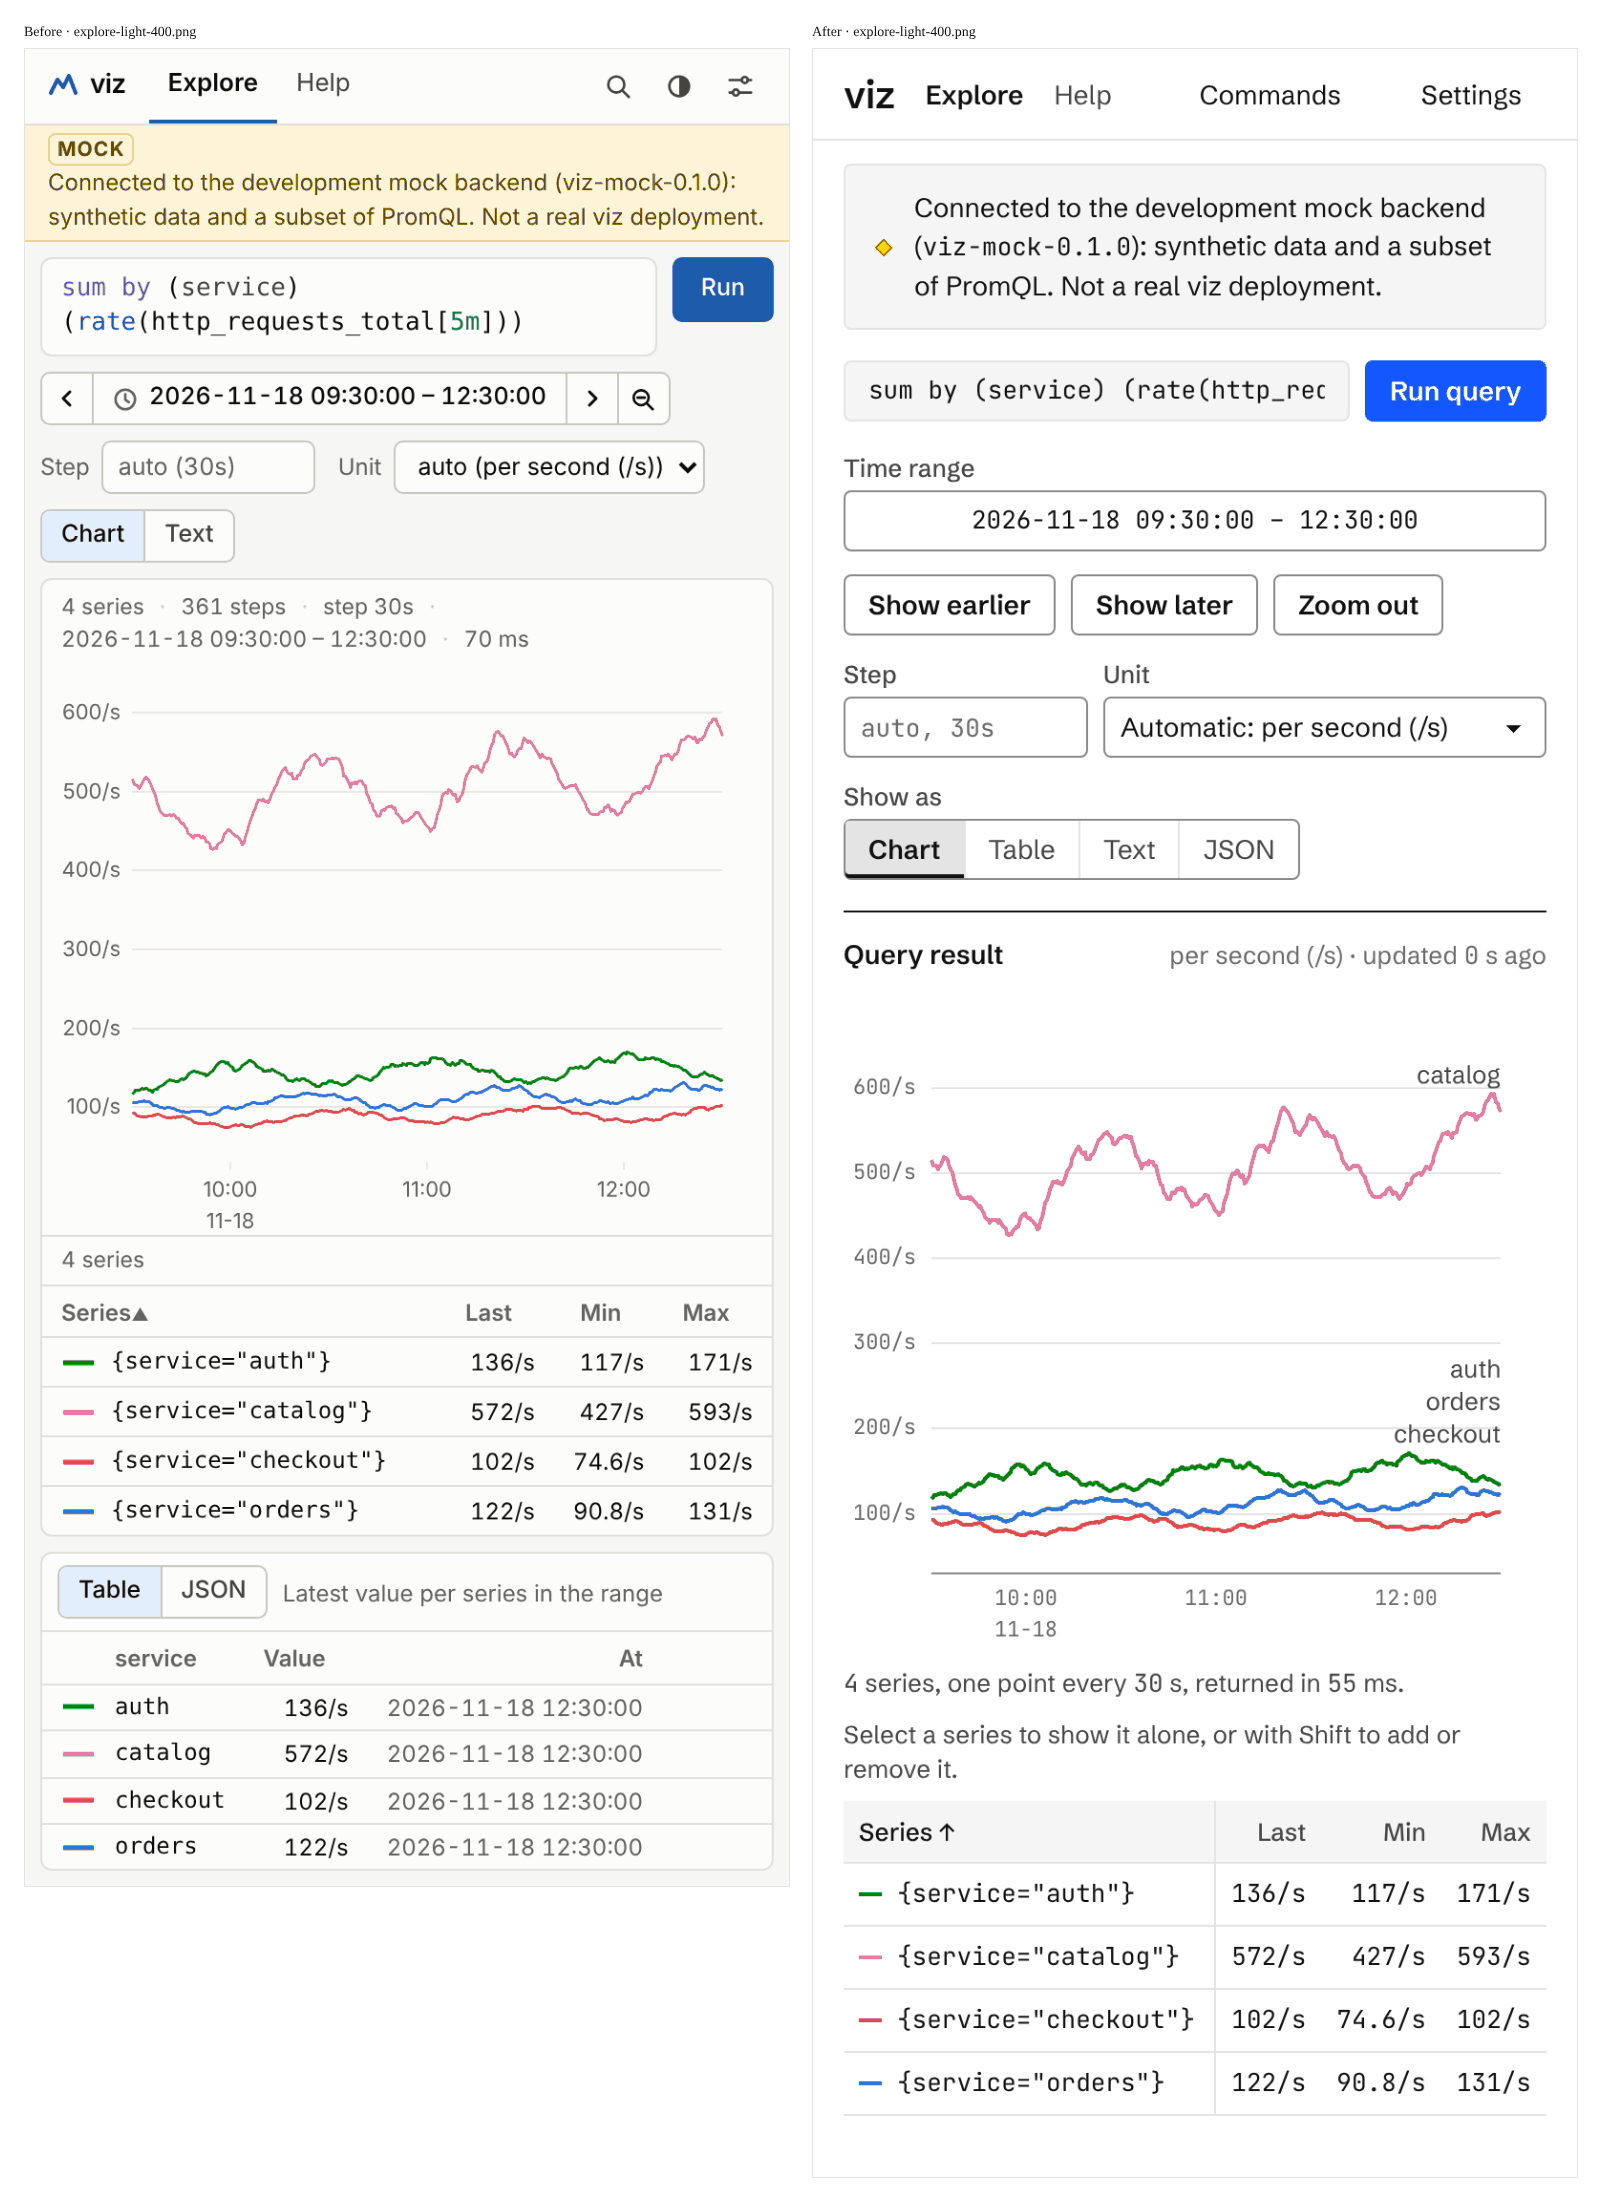 Before · explore-light-400.png
viz Explore Help
MOCK
Connected to the development mock backend (viz-mock-0.1.0):
synthetic data and a subset of PromQL. Not a real viz deployment.
sum by (service)
(rate(http_requests_total[5m]))
Run
2026-11-18 09:30:00 – 12:30:00
Step auto (30s) Unit auto (per second (/s))
Chart Text
4 series · 361 steps · step 30s ·
2026-11-18 09:30:00 – 12:30:00 · 70 ms
600/s
500/s
400/s
300/s
200/s
100/s
10:00 11:00 12:00
11-18
4 series
Series▲ Last Min Max
{service="auth"} 136/s 117/s 171/s
{service="catalog"} 572/s 427/s 593/s
{service="checkout"} 102/s 74.6/s 102/s
{service="orders"} 122/s 90.8/s 131/s
Table JSON Latest value per series in the range
service Value At
auth 136/s 2026-11-18 12:30:00
catalog 572/s 2026-11-18 12:30:00
checkout 102/s 2026-11-18 12:30:00
orders 122/s 2026-11-18 12:30:00
After · explore-light-400.png
viz Explore Help Commands Settings
Connected to the development mock backend
(viz-mock-0.1.0): synthetic data and a subset
of PromQL. Not a real viz deployment.
sum by (service) (rate(http_rec
Run query
Time range
2026-11-18 09:30:00 – 12:30:00
Show earlier Show later Zoom out
Step Unit
auto, 30s Automatic: per second (/s)
Show as
Chart Table Text JSON
Query result per second (/s) · updated 0 s ago
catalog
600/s
500/s
400/s
300/s
auth
orders
200/s
checkout
100/s
10:00 11:00 12:00
11-18
4 series, one point every 30 s, returned in 55 ms.
Select a series to show it alone, or with Shift to add or
remove it.
Series ↑ Last Min Max
{service="auth"} 136/s 117/s 171/s
{service="catalog"} 572/s 427/s 593/s
{service="checkout"} 102/s 74.6/s 102/s
{service="orders"} 122/s 90.8/s 131/s